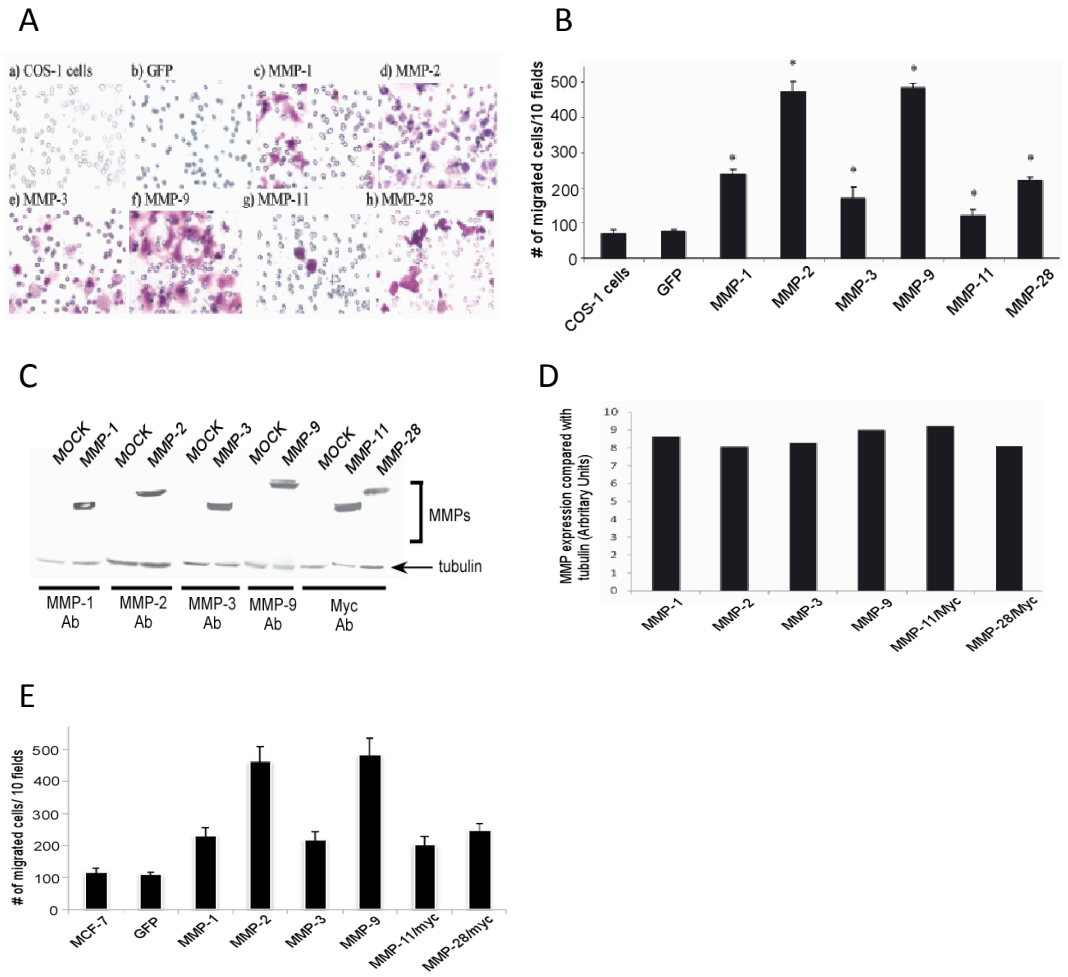 A
a) COS-1 cells
b) GFP
c) MMP-1
d) MMP-2
e) MMP-3
f) MMP-9
g) MMP-11
h) MMP-28
B
# of migrated cells/10 fields
500
400
300
200
100
0
*
*
*
*
*
*
COS-1 cells
GFP
MMP-1
MMP-2
MMP-3
MMP-9
MMP-11
MMP-28
C
MOCK
MMP-1
MOCK
MMP-2
MOCK
MMP-3
MOCK
MMP-9
MOCK
MMP-11
MMP-28
MMPs
tubulin
MMP-1
Ab
MMP-2
Ab
MMP-3
Ab
MMP-9
Ab
Myc
Ab
D
MMP expression compared with
tubulin (Arbritary Units)
10
9
8
7
6
5
4
3
2
1
0
MMP-1
MMP-2
MMP-3
MMP-9
MMP-11/Myc
MMP-28/Myc
E
# of migrated cells/ 10 fields
500
400
300
200
100
0
MCF-7
GFP
MMP-1
MMP-2
MMP-3
MMP-9
MMP-11/myc
MMP-28/myc